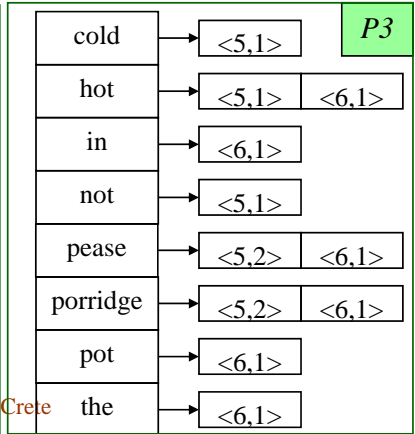 P3
cold <5,1>
hot <5,1> <6,1>
in <6,1>
not <5,1>
pease <5,2> <6,1>
porridge <5,2> <6,1>
pot <6,1>
Crete the <6,1>